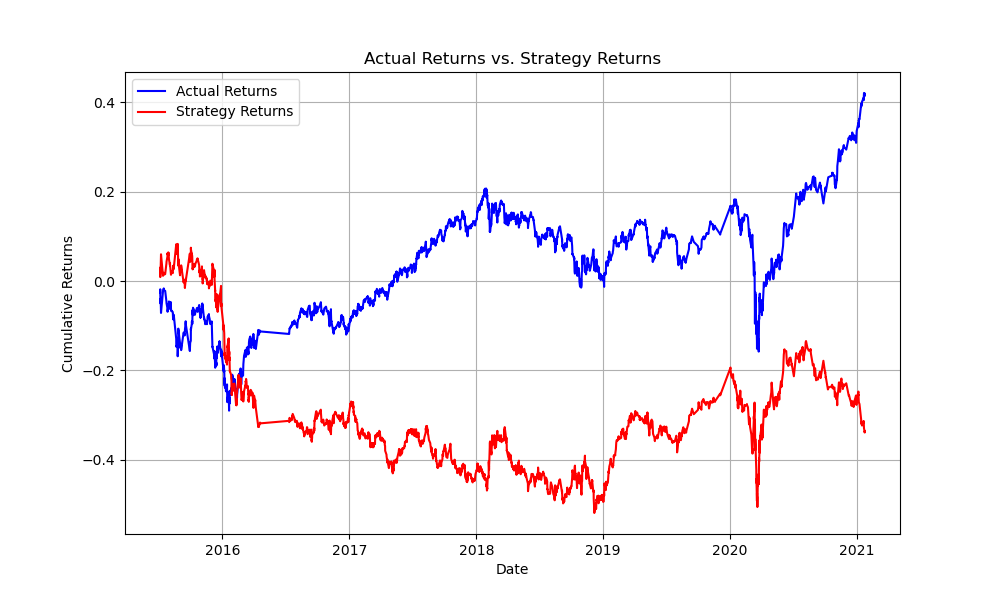 Actual Returns vs. Strategy Returns
Actual Returns
Strategy Returns
Cumulative Returns
0.4
0.2
0.0
−0.2
−0.4
2016 2017 2018 2019 2020 2021
Date